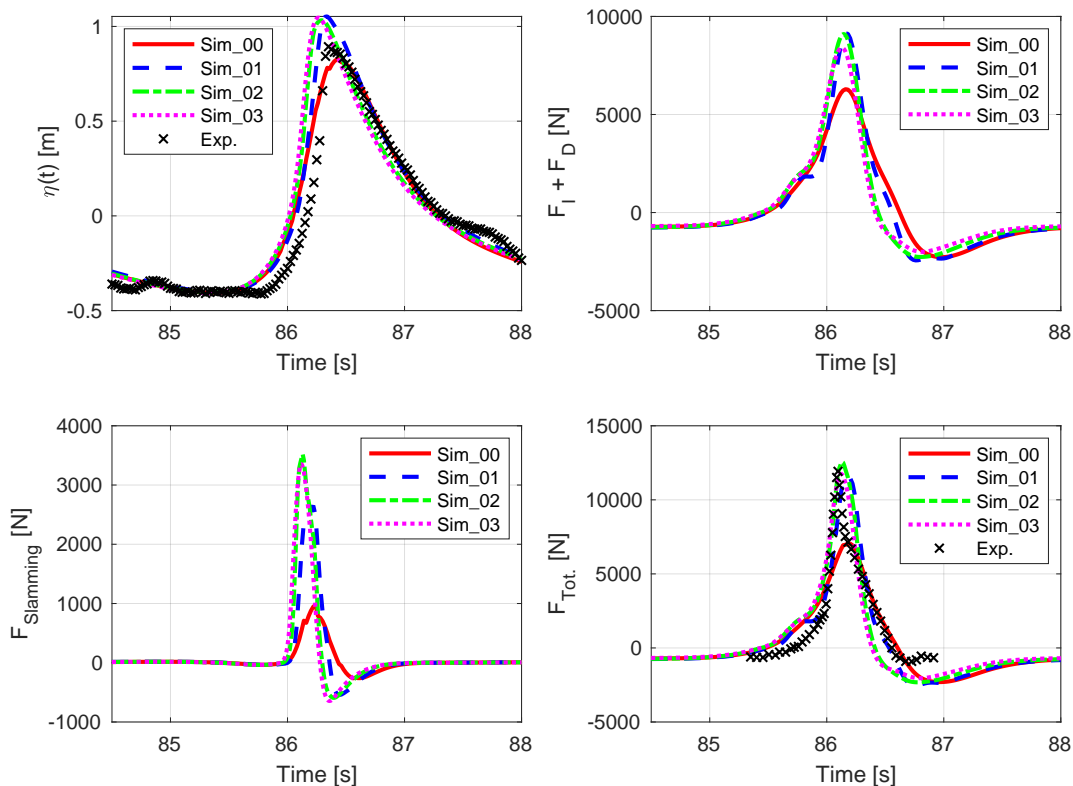 η(t) [m]
1
0.5
0
-0.5
85
86
87
88
Time [s]
Sim_00
Sim_01
Sim_02
Sim_03
Exp.
F_I + F_D [N]
10000
5000
0
-5000
85
86
87
88
Time [s]
Sim_00
Sim_01
Sim_02
Sim_03
F_Slamming [N]
4000
3000
2000
1000
0
-1000
85
86
87
88
Time [s]
Sim_00
Sim_01
Sim_02
Sim_03
F_Tot. [N]
15000
10000
5000
0
-5000
85
86
87
88
Time [s]
Sim_00
Sim_01
Sim_02
Sim_03
Exp.